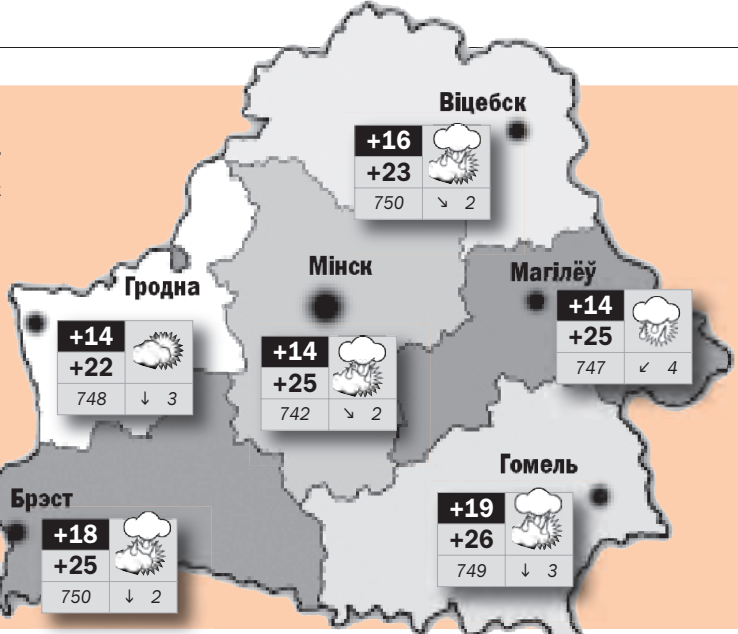 Віцебск
+16
+23
750 ↘ 2
Мінск
+14
+25
742 ↘ 2
Магілёў
+14
+25
747 ↙ 4
Гродна
+14
+22
748 ↓ 3
Гомель
+19
+26
749 ↓ 3
Брэст
+18
+25
750 ↓ 2